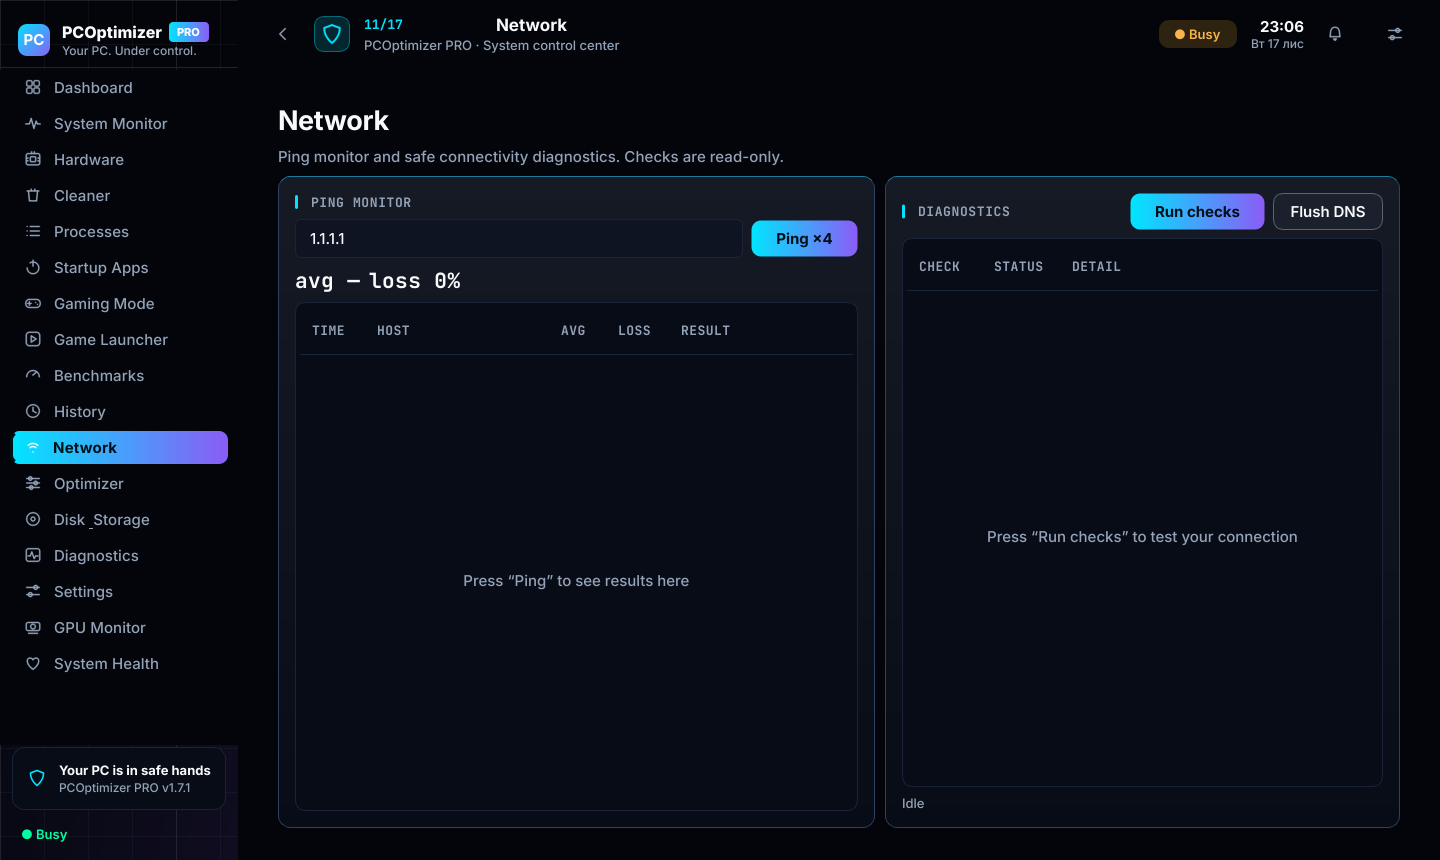 PC
PCOptimizer PRO
Your PC. Under control.
Dashboard
System Monitor
Hardware
Cleaner
Processes
Startup Apps
Gaming Mode
Game Launcher
Benchmarks
History
Network
Optimizer
Disk _Storage
Diagnostics
Settings
GPU Monitor
System Health
Your PC is in safe hands
PCOptimizer PRO v1.7.1
Busy
11/17 Network
PCOptimizer PRO · System control center
Busy
23:06
Вт 17 лис
Network
Ping monitor and safe connectivity diagnostics. Checks are read-only.
PING MONITOR
1.1.1.1 Ping ×4
avg — loss 0%
TIME HOST AVG LOSS RESULT
Press “Ping” to see results here
DIAGNOSTICS Run checks Flush DNS
CHECK STATUS DETAIL
Press “Run checks” to test your connection
Idle